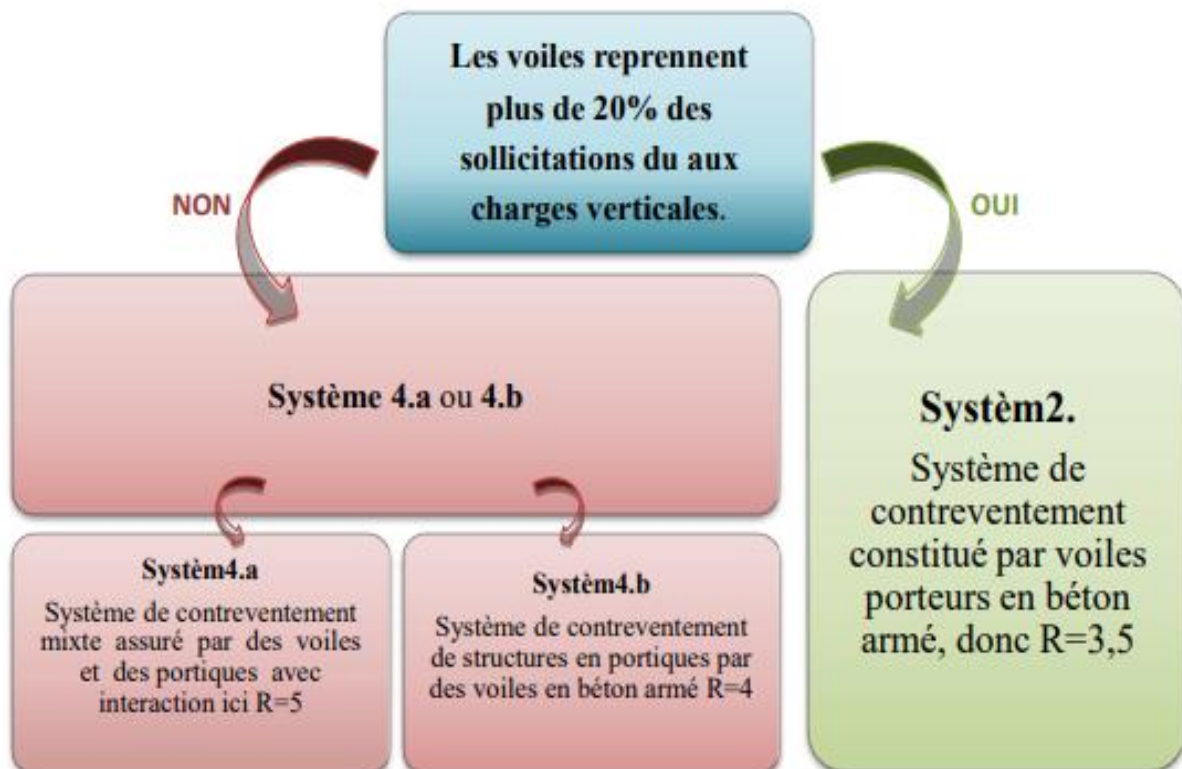 Les voiles reprennent
plus de 20% des
sollicitations du aux
charges verticales.
NON
OUI
Système 4.a ou 4.b
Systèm4.a
Système de contreventement
mixte assuré par des voiles
et des portiques avec
interaction ici R=5
Systèm4.b
Système de contreventement
de structures en portiques par
des voiles en béton armé R=4
Systèm2.
Système de
contreventement
constitué par voiles
porteurs en béton
armé, donc R=3,5